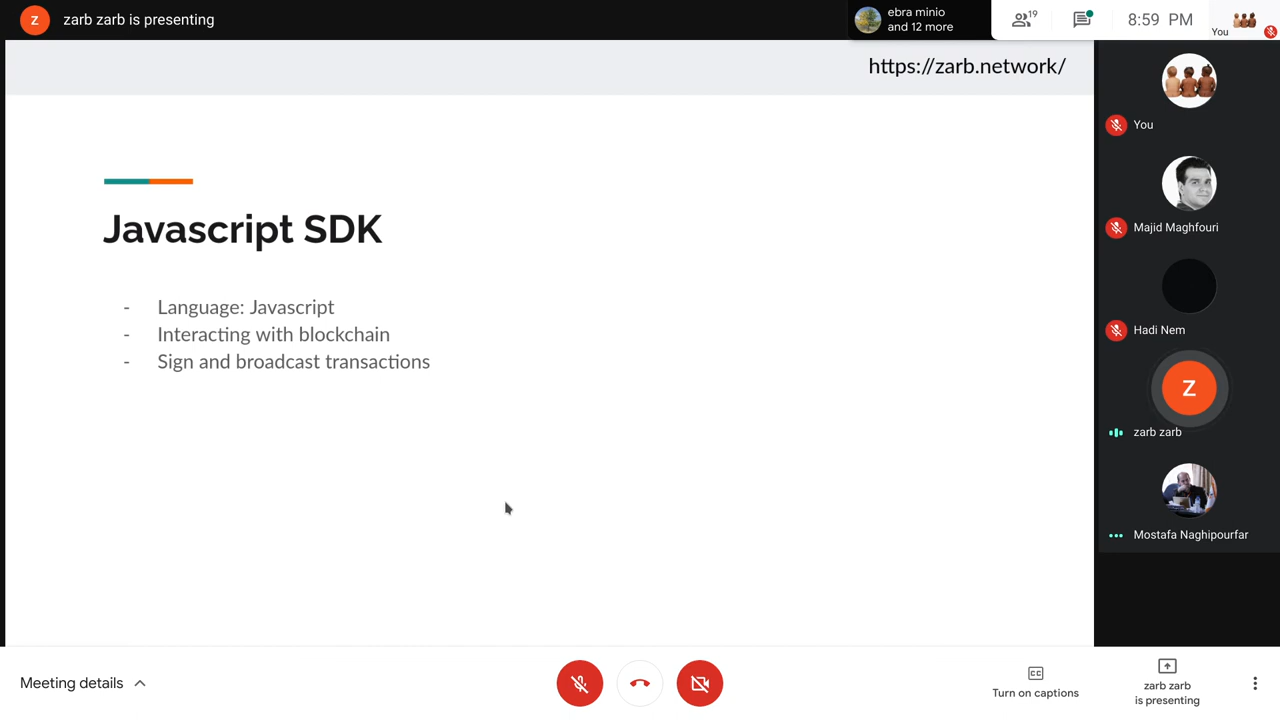 Z
zarb zarb is presenting
ebra minio
and 12 more
19
8:59 PM
You
https://zarb.network/
Javascript SDK
- Language: Javascript
- Interacting with blockchain
- Sign and broadcast transactions
You
Majid Maghfouri
Hadi Nem
Z
zarb zarb
Mostafa Naghipourfar
Meeting details
CC
Turn on captions
zarb zarb
is presenting